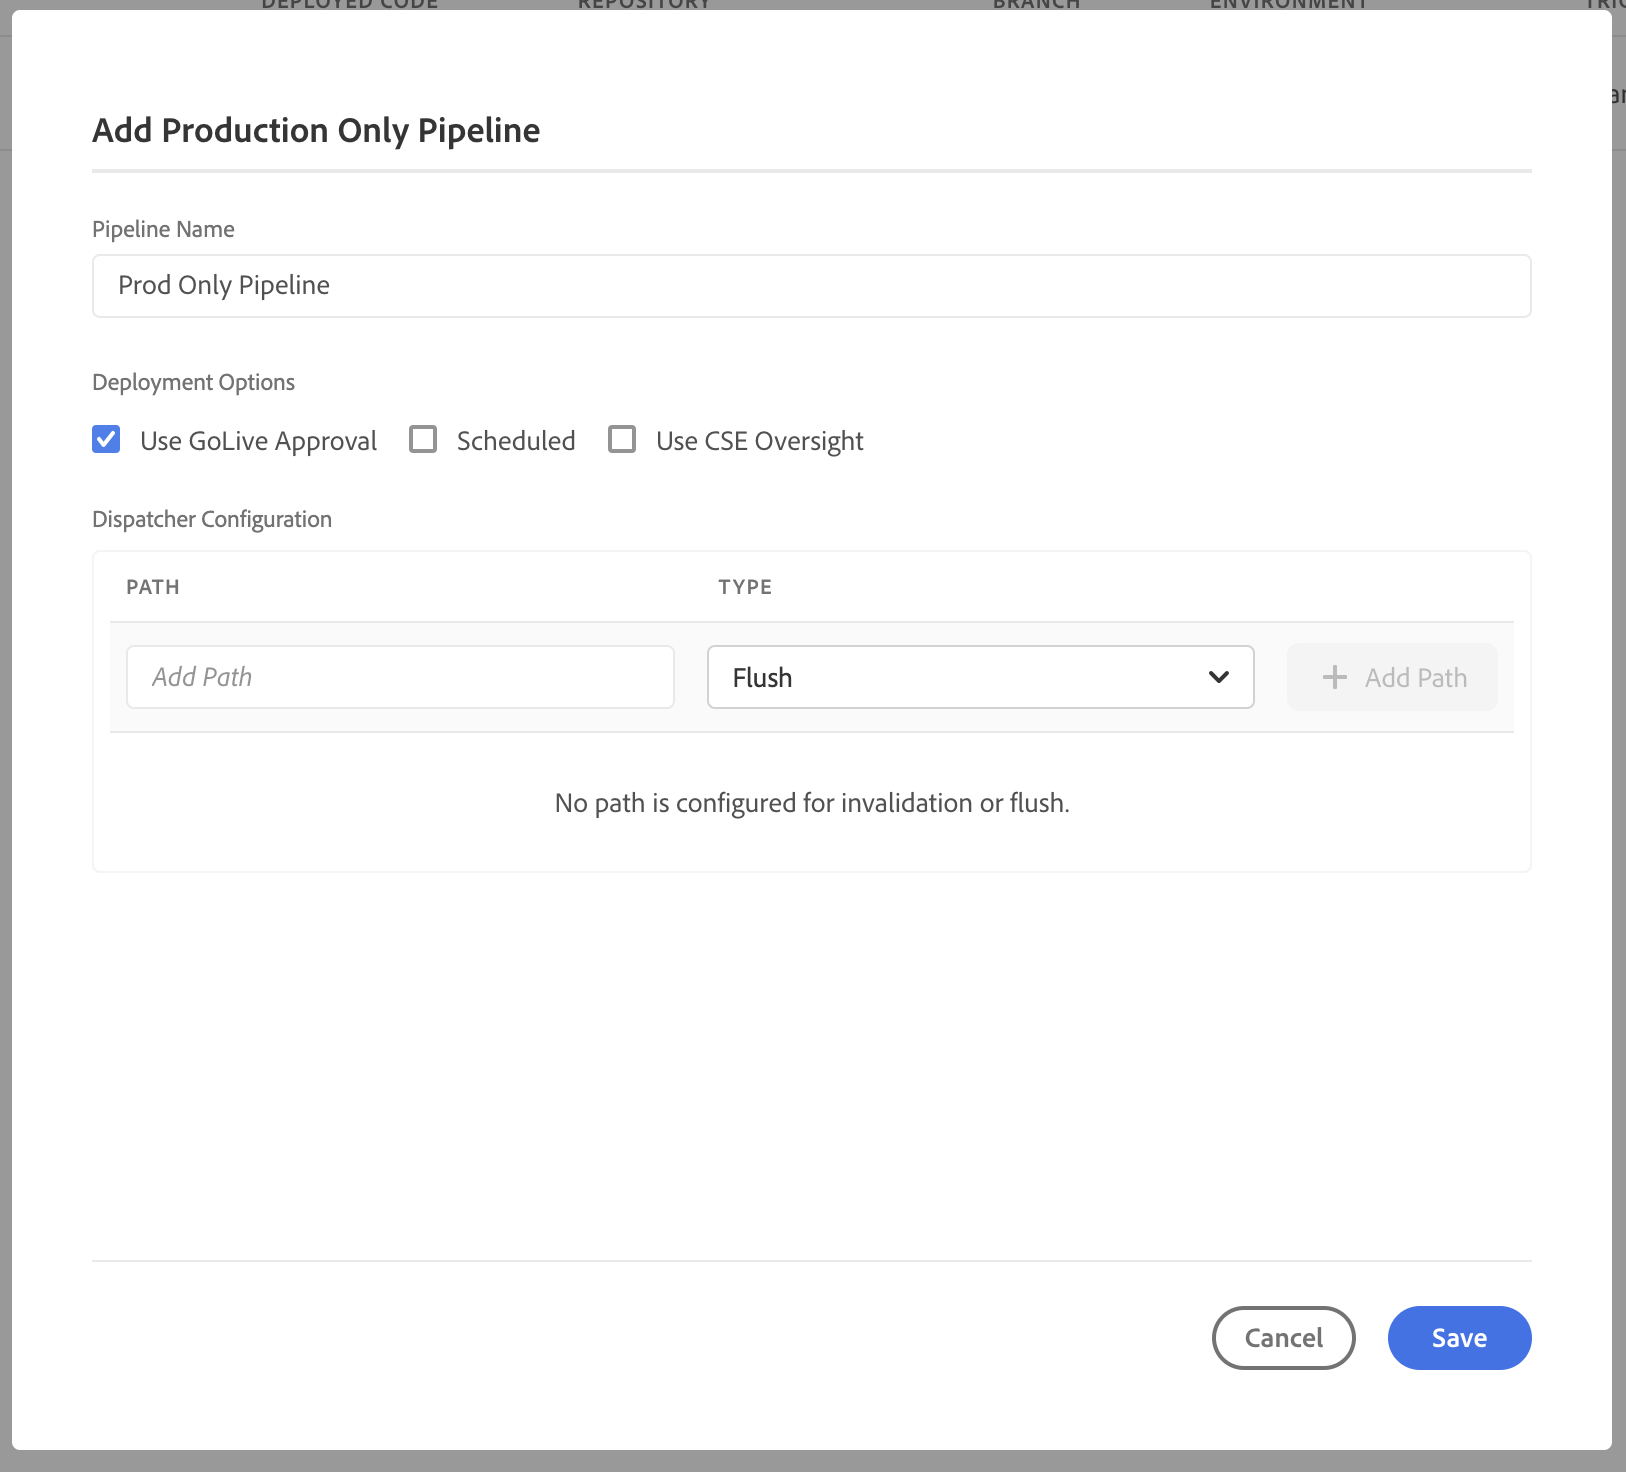 DEPLOYED CODE REPOSITORY BRANCH ENVIRONMENT
Add Production Only Pipeline
Pipeline Name
Prod Only Pipeline
Deployment Options
Use GoLive Approval Scheduled Use CSE Oversight
Dispatcher Configuration
PATH TYPE
Add Path Flush Add Path
No path is configured for invalidation or flush.
Cancel Save